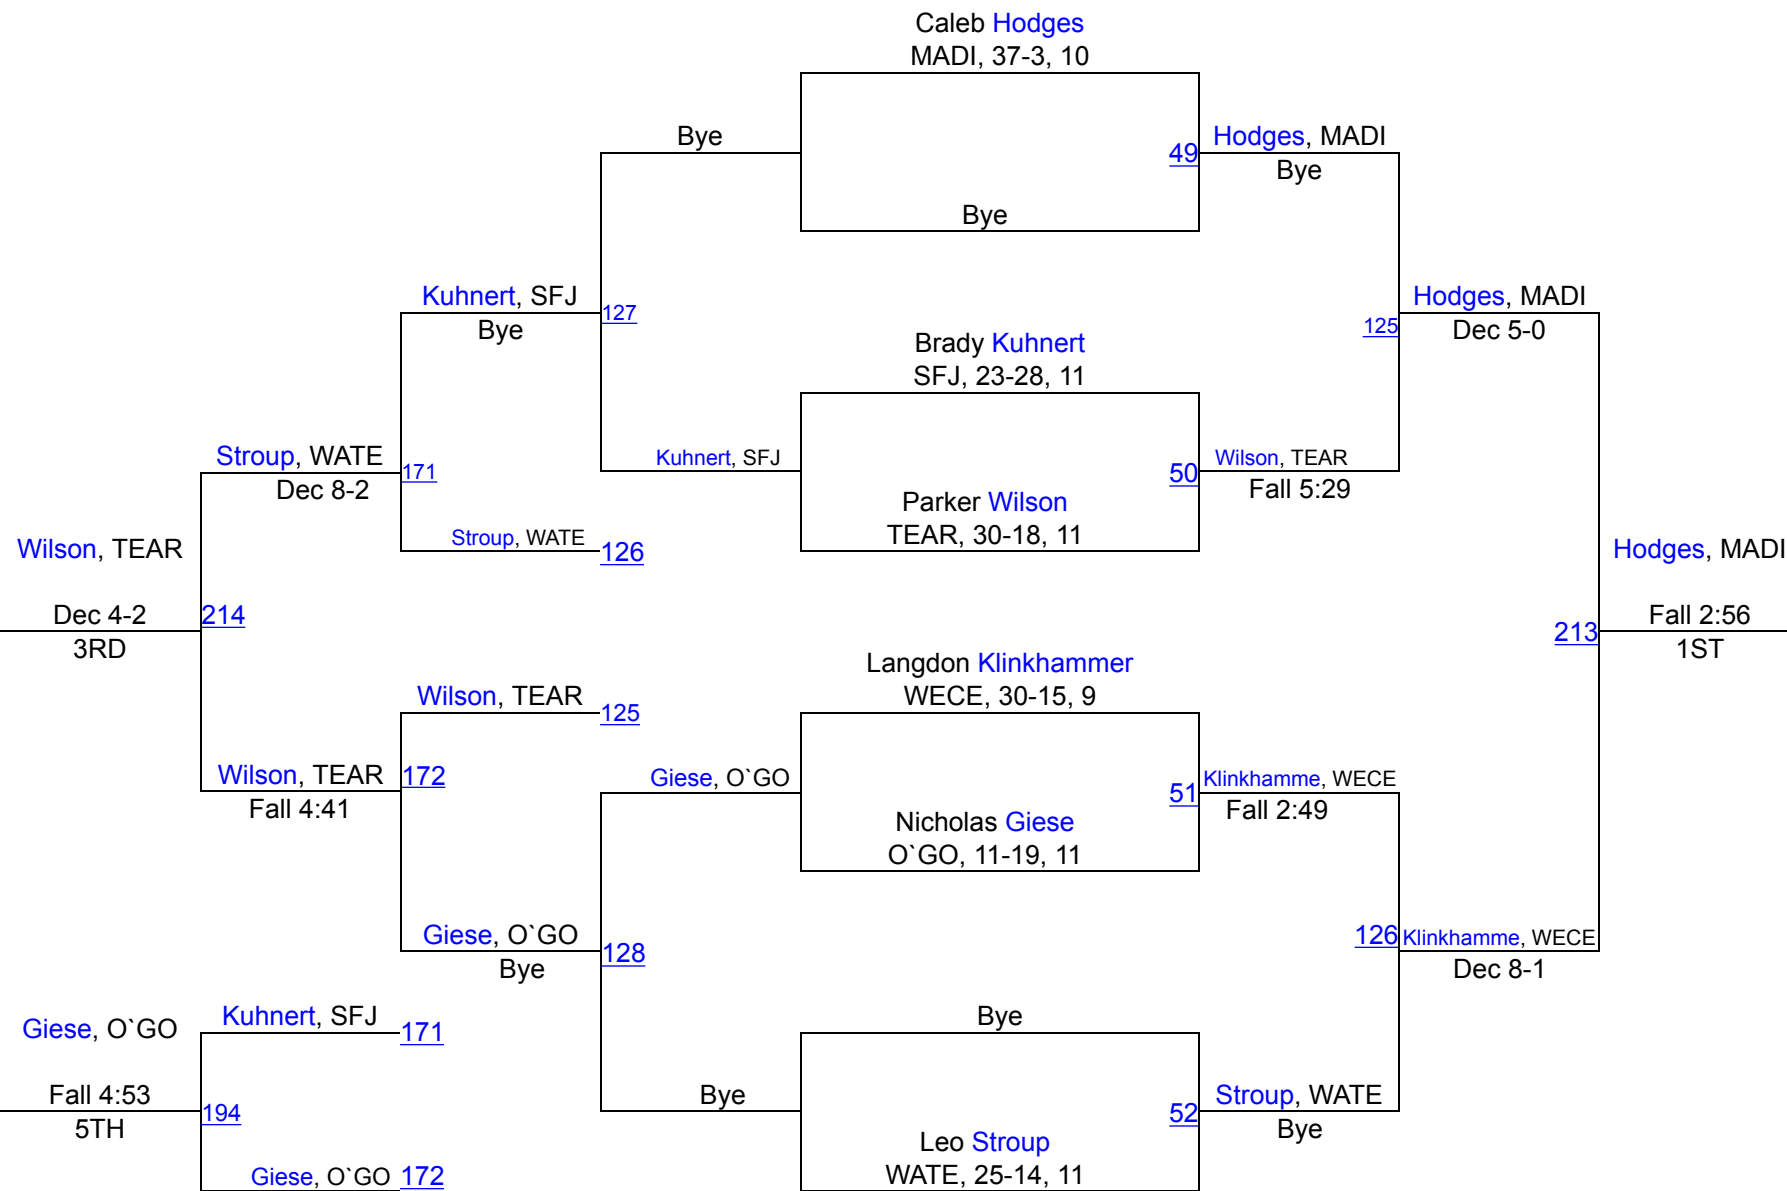 Caleb Hodges
MADI, 37-3, 10
Bye
49
Hodges, MADI
Bye
Bye
Kuhnert, SFJ
Bye
127
Hodges, MADI
Dec 5-0
125
Brady Kuhnert
SFJ, 23-28, 11
Stroup, WATE
Dec 8-2
171
Kuhnert, SFJ
50
Wilson, TEAR
Fall 5:29
Parker Wilson
TEAR, 30-18, 11
Stroup, WATE
126
Wilson, TEAR
Dec 4-2
3RD
214
Hodges, MADI
Fall 2:56
1ST
213
Langdon Klinkhammer
WECE, 30-15, 9
Wilson, TEAR
125
Wilson, TEAR
Fall 4:41
172
Giese, O`GO
51
Klinkhamme, WECE
Fall 2:49
Nicholas Giese
O`GO, 11-19, 11
Giese, O`GO
Bye
128
126
Klinkhamme, WECE
Dec 8-1
Giese, O`GO
Fall 4:53
5TH
Kuhnert, SFJ
171
194
Bye
Bye
52
Stroup, WATE
Bye
Leo Stroup
WATE, 25-14, 11
Giese, O`GO
172